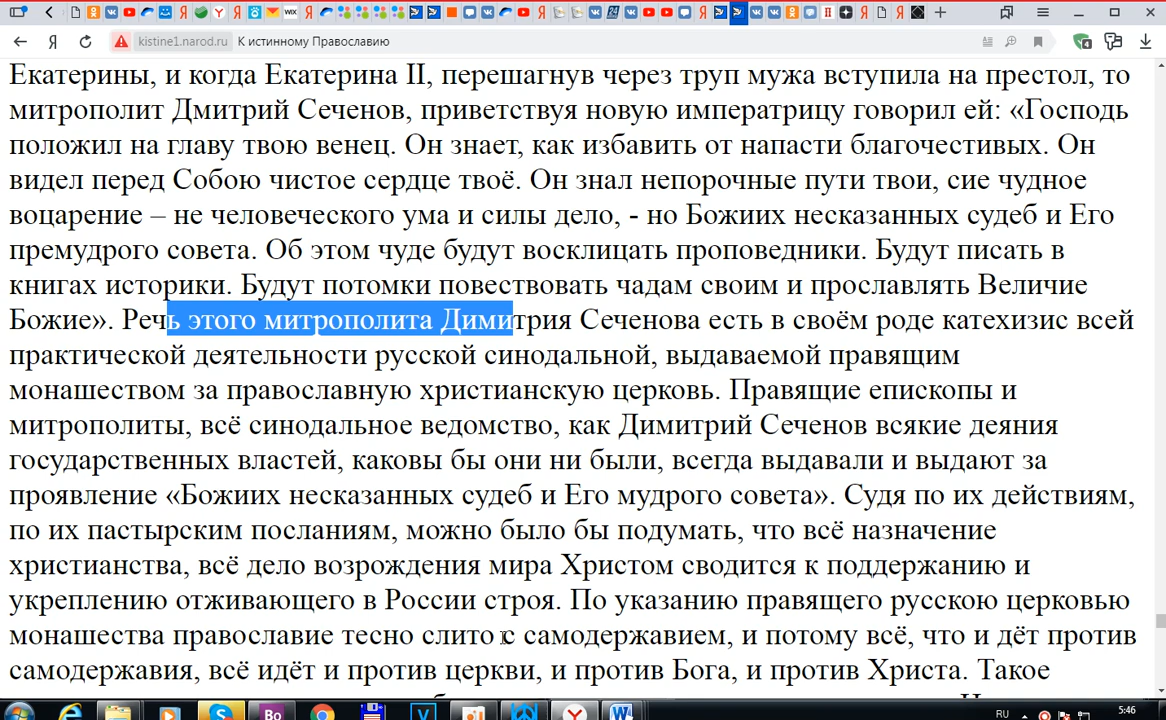 kistine1.narod.ru К истинному Православию
4
Екатерины, и когда Екатерина II, перешагнув через труп мужа вступила на престол, то
митрополит Дмитрий Сеченов, приветствуя новую императрицу говорил ей: «Господь
положил на главу твою венец. Он знает, как избавить от напасти благочестивых. Он
видел перед Собою чистое сердце твоё. Он знал непорочные пути твои, сие чудное
воцарение – не человеческого ума и силы дело, - но Божиих несказанных судеб и Его
премудрого совета. Об этом чуде будут восклицать проповедники. Будут писать в
книгах историки. Будут потомки повествовать чадам своим и прославлять Величие
Божие». Речь этого митрополита Димитрия Сеченова есть в своём роде катехизис всей
практической деятельности русской синодальной, выдаваемой правящим
монашеством за православную христианскую церковь. Правящие епископы и
митрополиты, всё синодальное ведомство, как Димитрий Сеченов всякие деяния
государственных властей, каковы бы они ни были, всегда выдавали и выдают за
проявление «Божиих несказанных судеб и Его мудрого совета». Судя по их действиям,
по их пастырским посланиям, можно было бы подумать, что всё назначение
христианства, всё дело возрождения мира Христом сводится к поддержанию и
укреплению отживающего в России строя. По указанию правящего русскою церковью
монашества православие тесно слито с самодержавием, и потому всё, что и дёт против
самодержавия, всё идёт и против церкви, и против Бога, и против Христа. Такое
RU 5:46